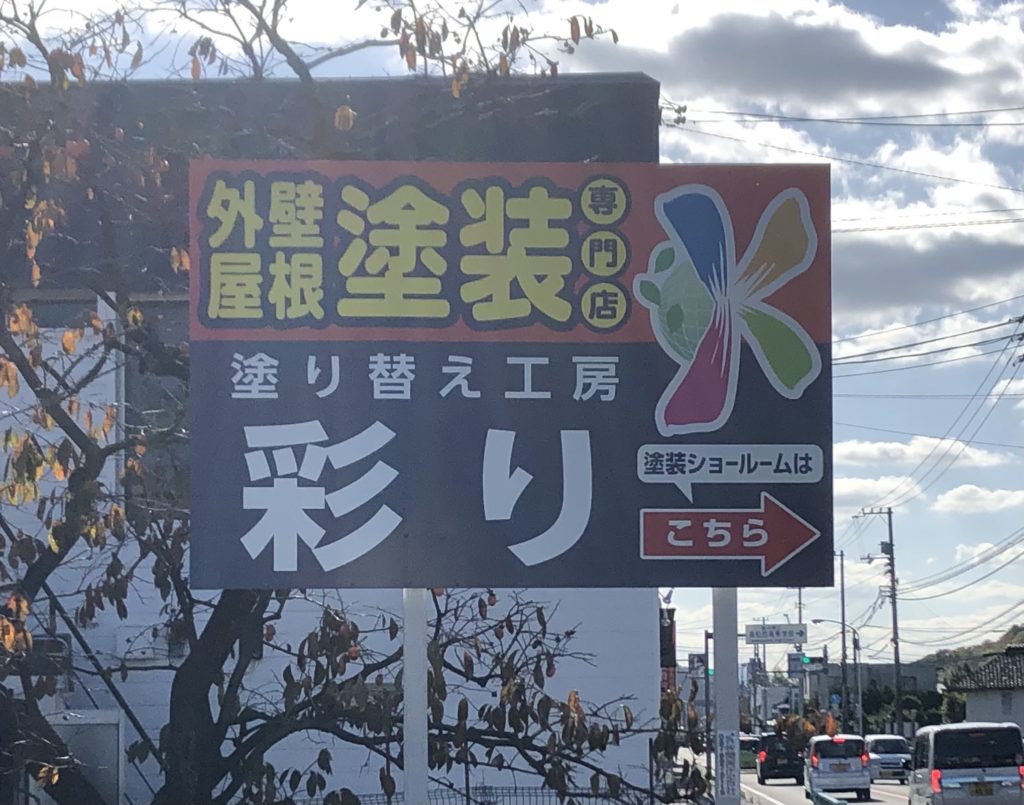 外壁
屋根
塗装
専門店
塗り替え工房
彩り
塗装ショールームは
こちら